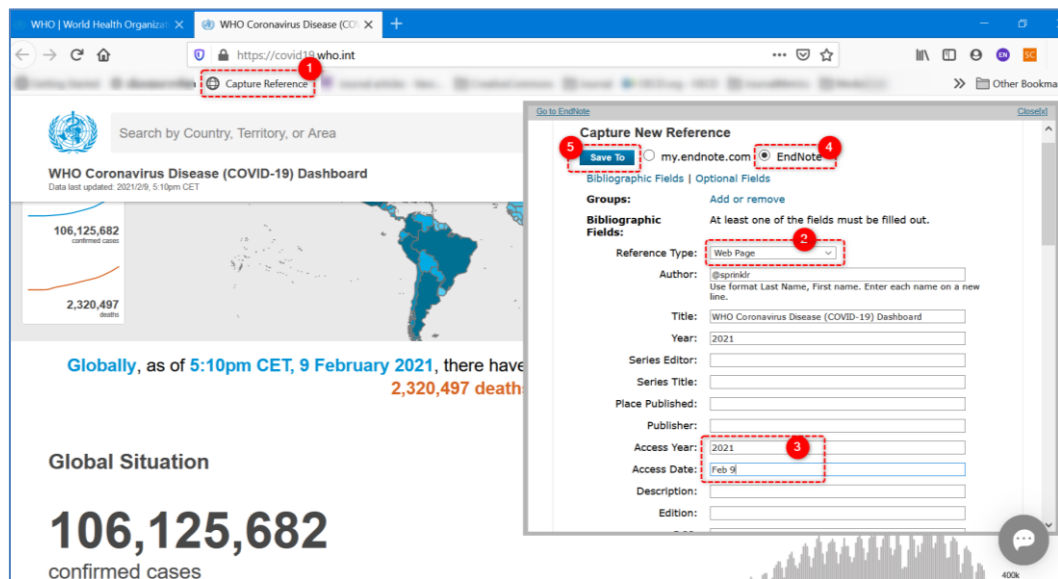 WHO | World Health Organizat
WHO Coronavirus Disease (CO
https://covid19.who.int
1
Capture Reference
Other Bookma
Search by Country, Territory, or Area
WHO Coronavirus Disease (COVID-19) Dashboard
Data last updated: 2021/2/9, 5:10pm CET
106,125,682
confirmed cases
2,320,497
deaths
Globally, as of 5:10pm CET, 9 February 2021, there have
2,320,497 death
Global Situation
106,125,682
confirmed cases
Go to EndNote
Close[x]
Capture New Reference
5
Save To
my.endnote.com
EndNote
4
Bibliographic Fields | Optional Fields
Groups:
Add or remove
Bibliographic Fields:
At least one of the fields must be filled out.
2
Reference Type:
Web Page
Author:
@sprinklr
Use format Last Name, First name. Enter each name on a new
line.
Title:
WHO Coronavirus Disease (COVID-19) Dashboard
Year:
2021
Series Editor:
Series Title:
Place Published:
Publisher:
Access Year:
2021
3
Access Date:
Feb 9
Description:
Edition:
400k